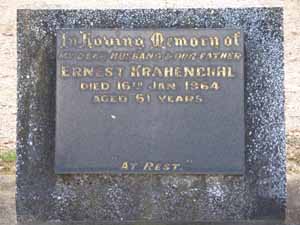 In Loving Memory of
MY DEAR HUSBAND & OUR FATHER
ERNEST KRAHENBUHL
DIED 16TH JAN. 1964
AGED 61 YEARS
"AT REST"